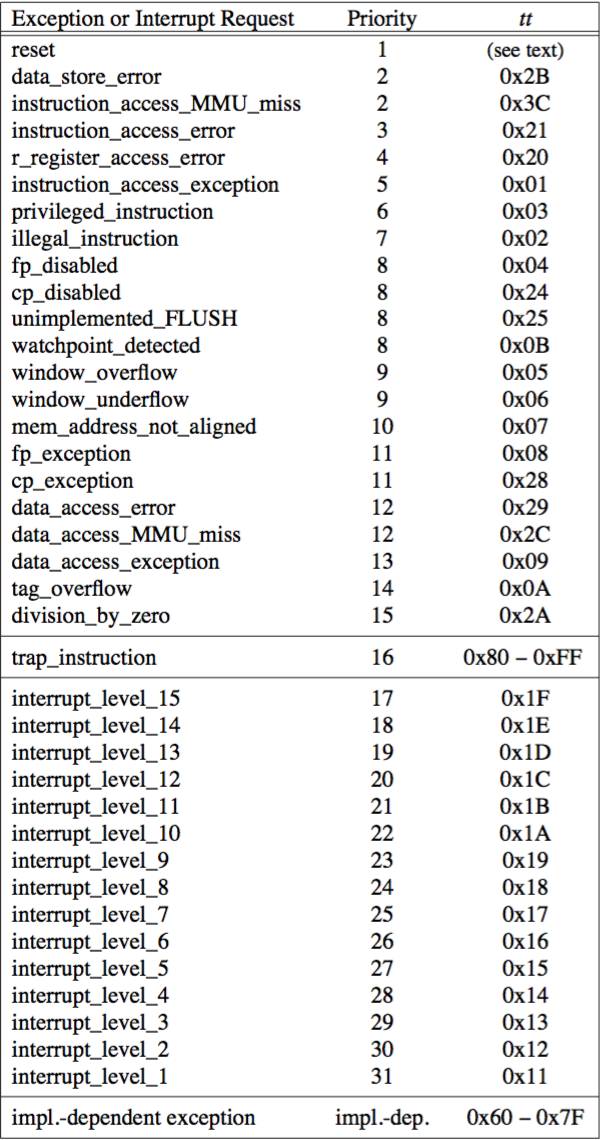 Exception or Interrupt Request Priority tt
reset 1 (see text)
data_store_error 2 0x2B
instruction_access_MMU_miss 2 0x3C
instruction_access_error 3 0x21
r_register_access_error 4 0x20
instruction_access_exception 5 0x01
privileged_instruction 6 0x03
illegal_instruction 7 0x02
fp_disabled 8 0x04
cp_disabled 8 0x24
unimplemented_FLUSH 8 0x25
watchpoint_detected 8 0x0B
window_overflow 9 0x05
window_underflow 9 0x06
mem_address_not_aligned 10 0x07
fp_exception 11 0x08
cp_exception 11 0x28
data_access_error 12 0x29
data_access_MMU_miss 12 0x2C
data_access_exception 13 0x09
tag_overflow 14 0x0A
division_by_zero 15 0x2A
trap_instruction 16 0x80 – 0xFF
interrupt_level_15 17 0x1F
interrupt_level_14 18 0x1E
interrupt_level_13 19 0x1D
interrupt_level_12 20 0x1C
interrupt_level_11 21 0x1B
interrupt_level_10 22 0x1A
interrupt_level_9 23 0x19
interrupt_level_8 24 0x18
interrupt_level_7 25 0x17
interrupt_level_6 26 0x16
interrupt_level_5 27 0x15
interrupt_level_4 28 0x14
interrupt_level_3 29 0x13
interrupt_level_2 30 0x12
interrupt_level_1 31 0x11
impl.-dependent exception impl.-dep. 0x60 – 0x7F